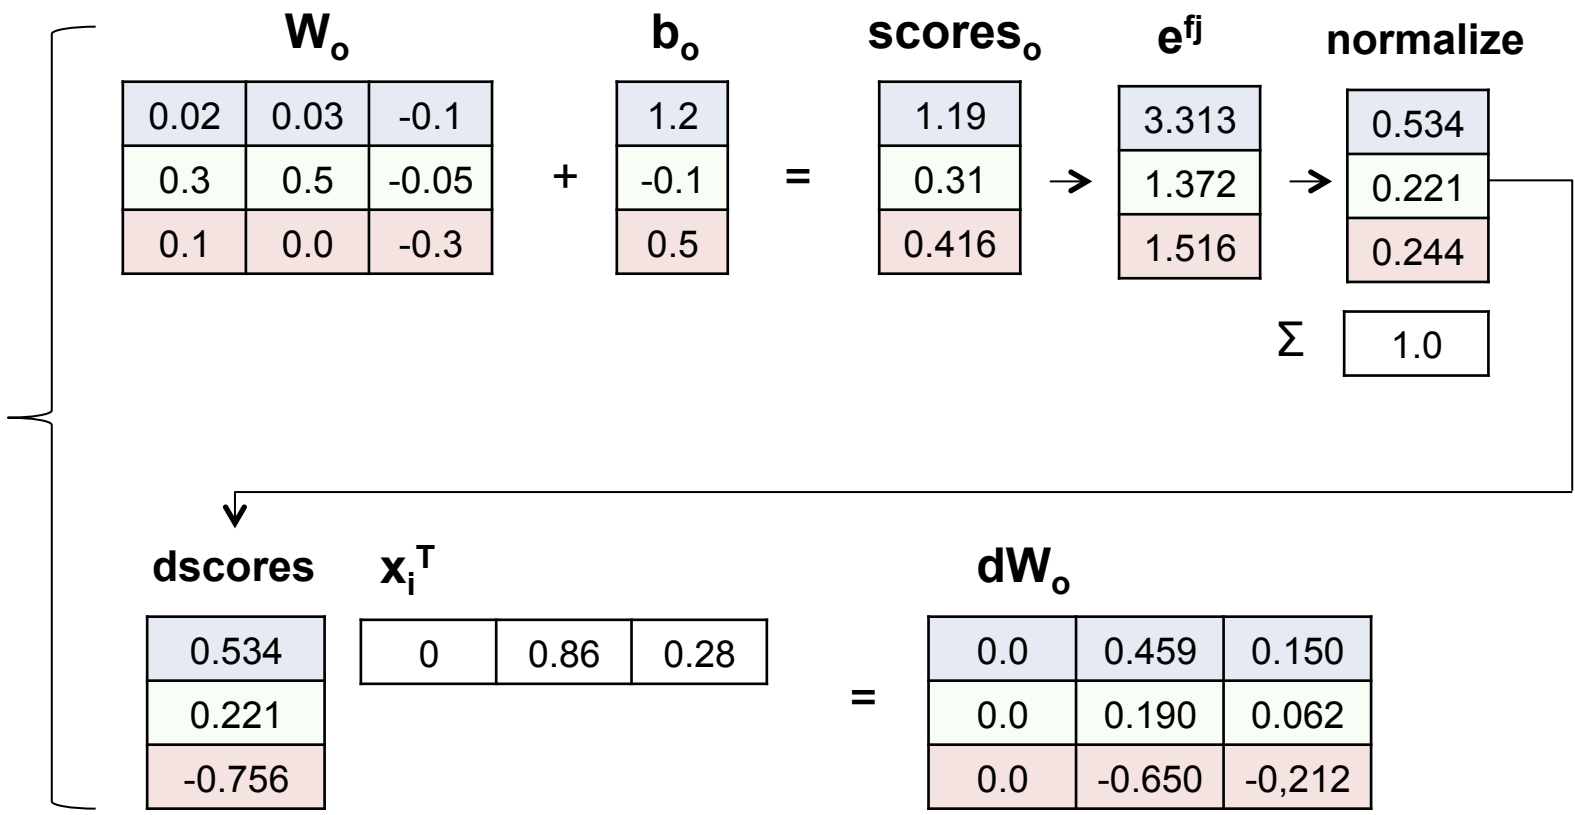 Wₒ bₒ scoresₒ e^fj normalize
0.02 0.03 -0.1 1.2 1.19 3.313 0.534
0.3 0.5 -0.05 + -0.1 = 0.31 1.372 0.221
0.1 0.0 -0.3 0.5 0.416 1.516 0.244
Σ 1.0
dscores xᵢᵀ dWₒ
0.534 0 0.86 0.28 0.0 0.459 0.150
0.221 = 0.0 0.190 0.062
-0.756 0.0 -0.650 -0,212